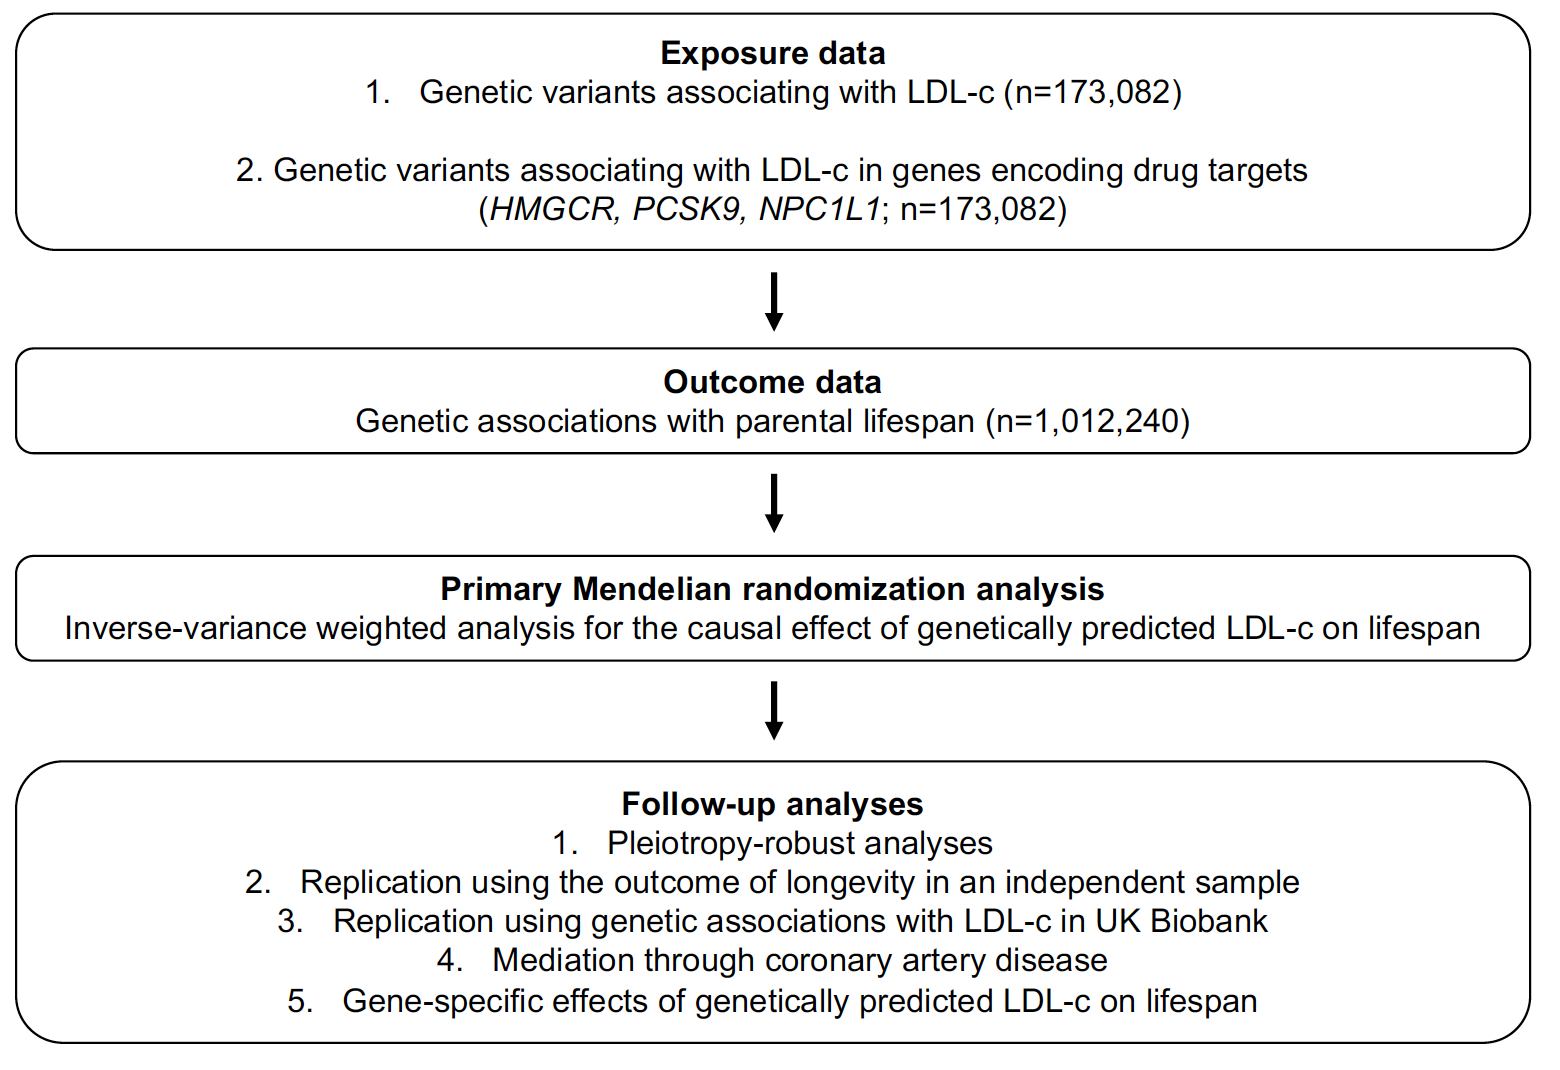 Exposure data
1. Genetic variants associating with LDL-c (n=173,082)
2. Genetic variants associating with LDL-c in genes encoding drug targets
(HMGCR, PCSK9, NPC1L1; n=173,082)
Outcome data
Genetic associations with parental lifespan (n=1,012,240)
Primary Mendelian randomization analysis
Inverse-variance weighted analysis for the causal effect of genetically predicted LDL-c on lifespan
Follow-up analyses
1. Pleiotropy-robust analyses
2. Replication using the outcome of longevity in an independent sample
3. Replication using genetic associations with LDL-c in UK Biobank
4. Mediation through coronary artery disease
5. Gene-specific effects of genetically predicted LDL-c on lifespan